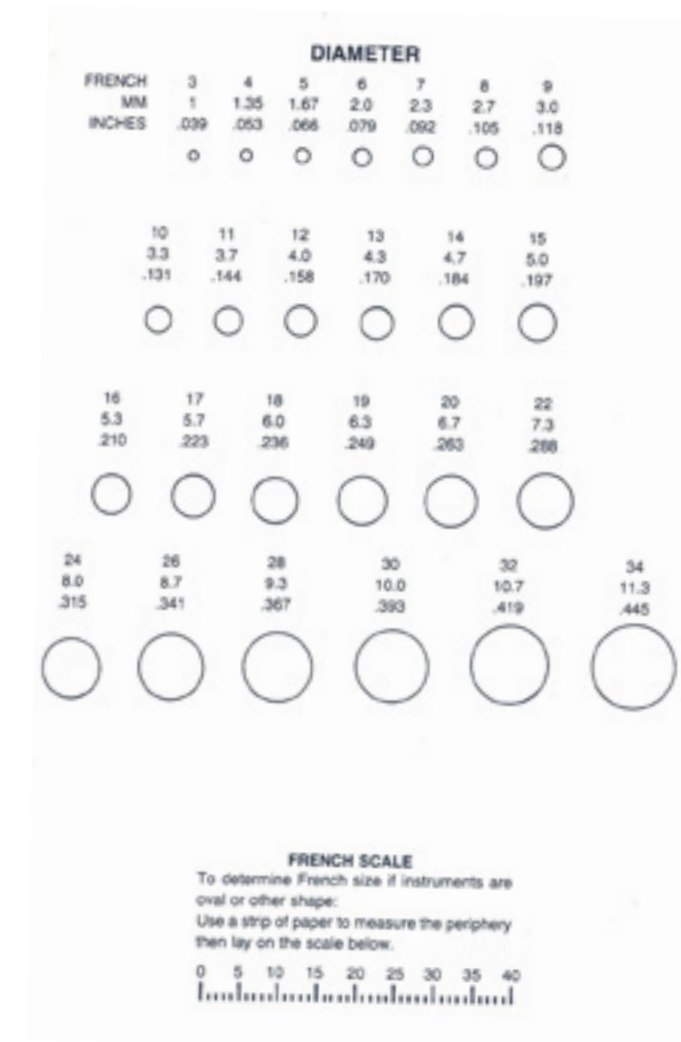 DIAMETER
FRENCH 3 4 5 6 7 8 9
MM 1 1.35 1.67 2.0 2.3 2.7 3.0
INCHES .039 .053 .066 .079 .092 .105 .118
10 11 12 13 14 15
3.3 3.7 4.0 4.3 4.7 5.0
.131 .144 .158 .170 .184 .197
16 17 18 19 20 22
5.3 5.7 6.0 6.3 6.7 7.3
.210 .223 .236 .249 .263 .288
24 26 28 30 32 34
8.0 8.7 9.3 10.0 10.7 11.3
.315 .341 .367 .393 .419 .445
FRENCH SCALE
To determine French size if instruments are
oval or other shape:
Use a strip of paper to measure the periphery
then lay on the scale below.
0 5 10 15 20 25 30 35 40